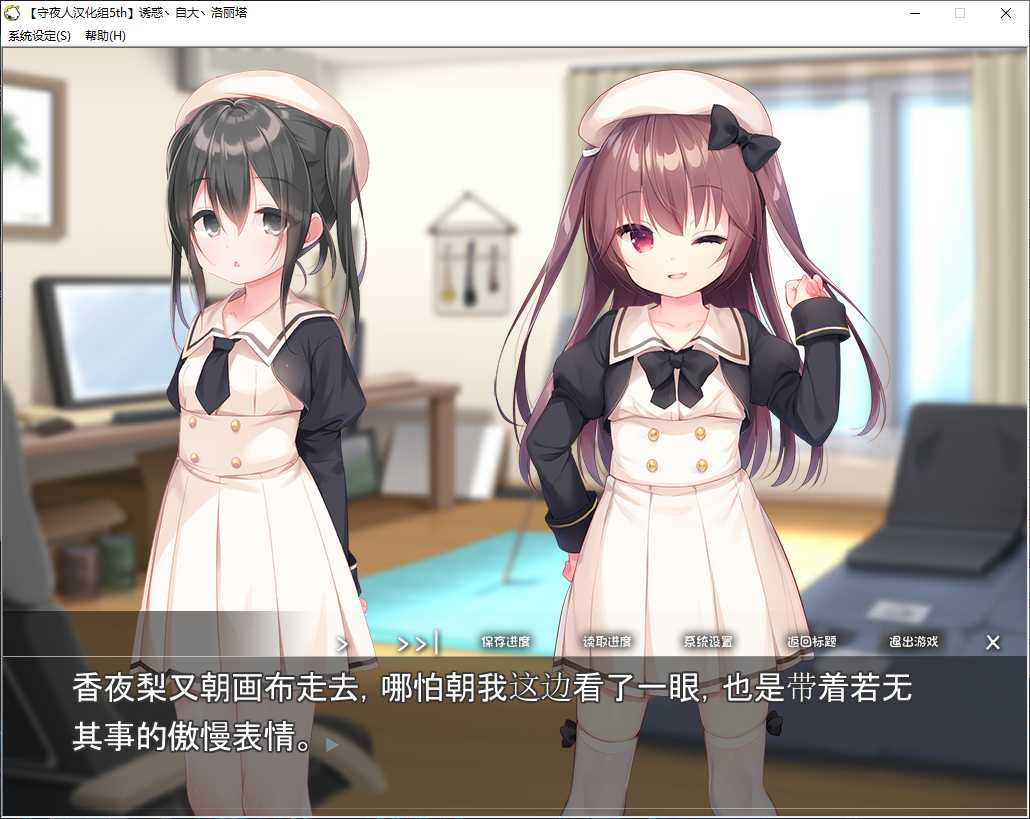 【守夜人汉化组5th】诱惑、自大、洛丽塔
系统设定(S) 帮助(H)
保存进度 读取进度 系统设置 返回标题 退出游戏
香夜梨又朝画布走去,哪怕朝我这边看了一眼,也是带着若无
其事的傲慢表情。